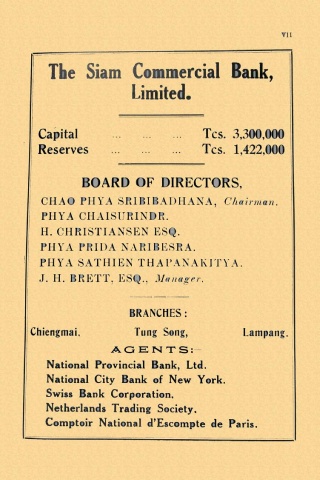 VII
The Siam Commercial Bank,
Limited.
Capital ... ... ... Tcs. 3,300,000
Reserves ... ... ... Tcs. 1,422,000
BOARD OF DIRECTORS,
CHAO PHYA SRIBIBADHANA, Chairman.
PHYA CHAISURINDR.
H. CHRISTIANSEN ESQ.
PHYA PRIDA NARIBESRA.
PHYA SATHIEN THAPANAKITYA.
J. H. BRETT, ESQ., Manager.
BRANCHES :
Chiengmai. Tung Song, Lampang.
AGENTS:-
National Provincial Bank, Ltd.
National City Bank of New York.
Swiss Bank Corporation.
Netherlands Trading Society.
Comptoir National d'Escompte de Paris.